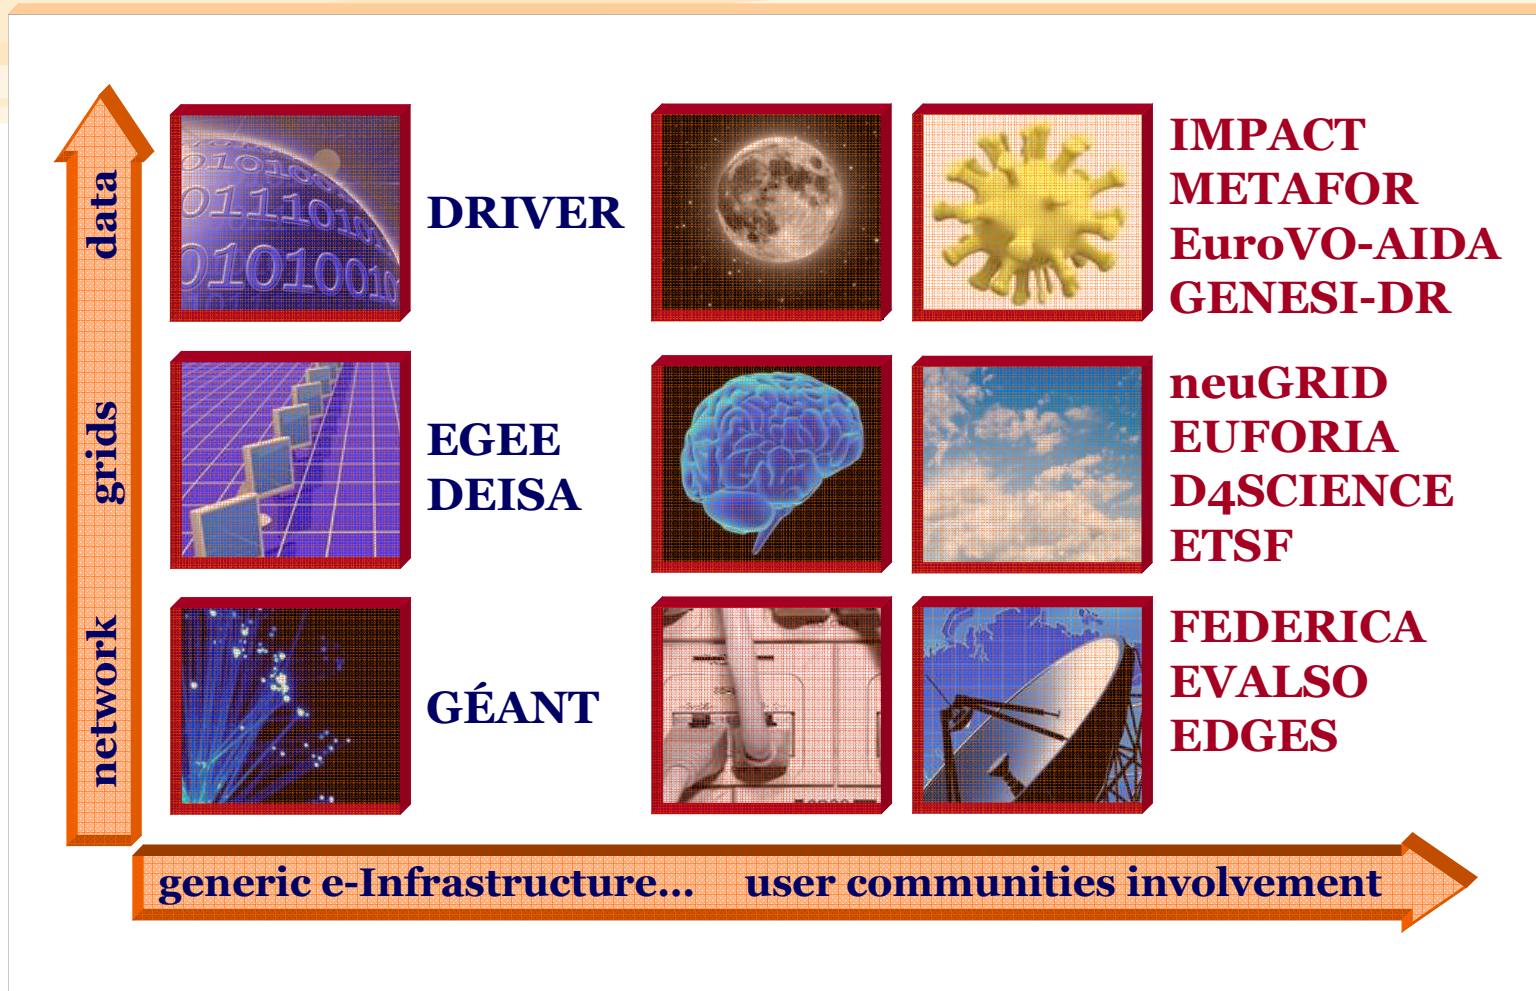 data
DRIVER
IMPACT
METAFOR
EuroVO-AIDA
GENESI-DR
grids
EGEE
DEISA
neuGRID
EUFORIA
D4SCIENCE
ETSF
network
GÉANT
FEDERICA
EVALSO
EDGES
generic e-Infrastructure... user communities involvement